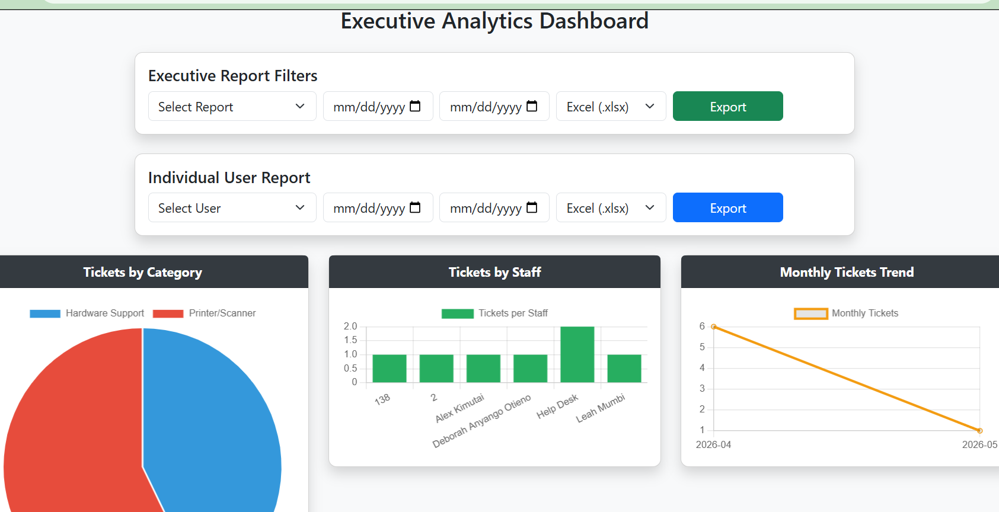 Executive Analytics Dashboard
Executive Report Filters
Select Report mm/dd/yyyy mm/dd/yyyy Excel (.xlsx) Export
Individual User Report
Select User mm/dd/yyyy mm/dd/yyyy Excel (.xlsx) Export
Tickets by Category
Hardware Support Printer/Scanner
Tickets by Staff
Tickets per Staff
2.0
1.5
1.0
0.5
0
138
2
Alex Kimutai
Deborah Anyango Otieno
Help Desk
Leah Mumbi
Monthly Tickets Trend
Monthly Tickets
6
5
4
3
2
1
2026-04 2026-05